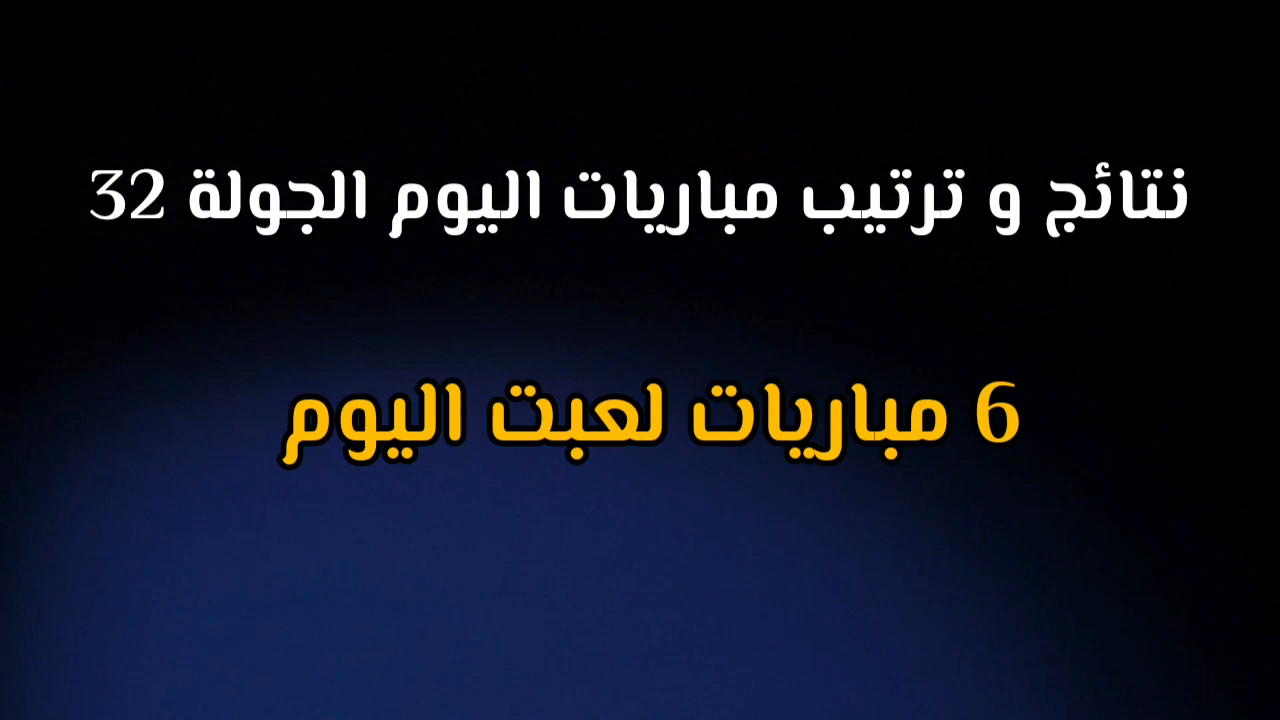 نتائج و ترتيب مباريات اليوم الجولة 32
6 مباريات لعبت اليوم